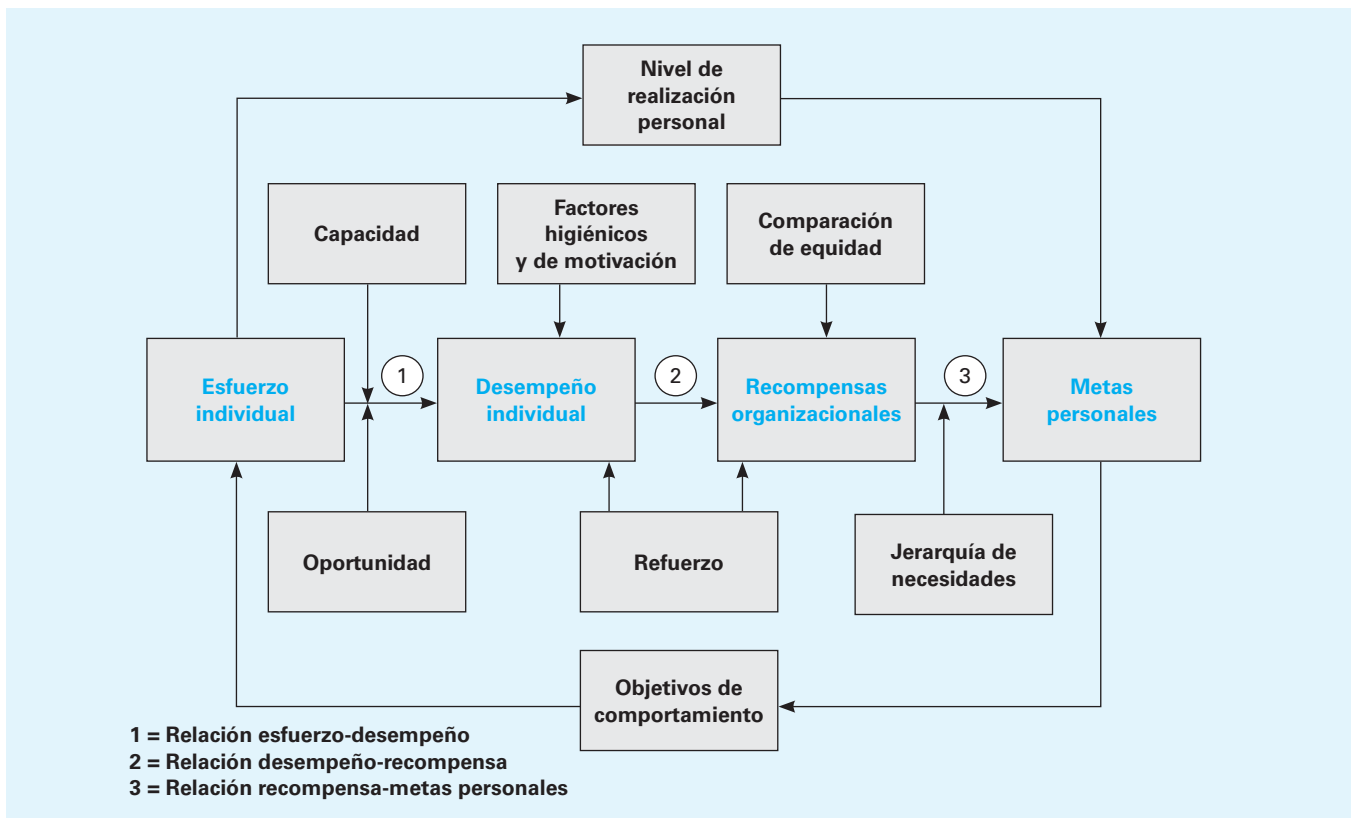 Nivel de
realización
personal
Capacidad
Factores
higiénicos
y de motivación
Comparación
de equidad
Esfuerzo
individual
1
Desempeño
individual
2
Recompensas
organizacionales
3
Metas
personales
Oportunidad
Refuerzo
Jerarquía de
necesidades
Objetivos de
comportamiento
1 = Relación esfuerzo-desempeño
2 = Relación desempeño-recompensa
3 = Relación recompensa-metas personales